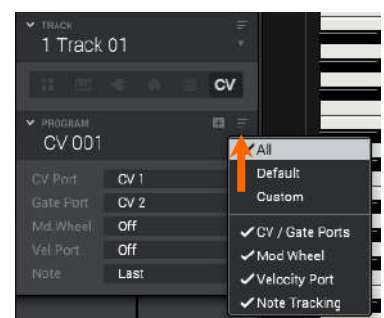 TRACK
1 Track 01
CV
PROGRAM
CV 001
All
Default
Custom
CV Port CV 1
Gate Port CV 2
Md.Wheel Off
Vel Port Off
Note Last
CV / Gate Ports
Mod Wheel
Velocity Port
Note Tracking